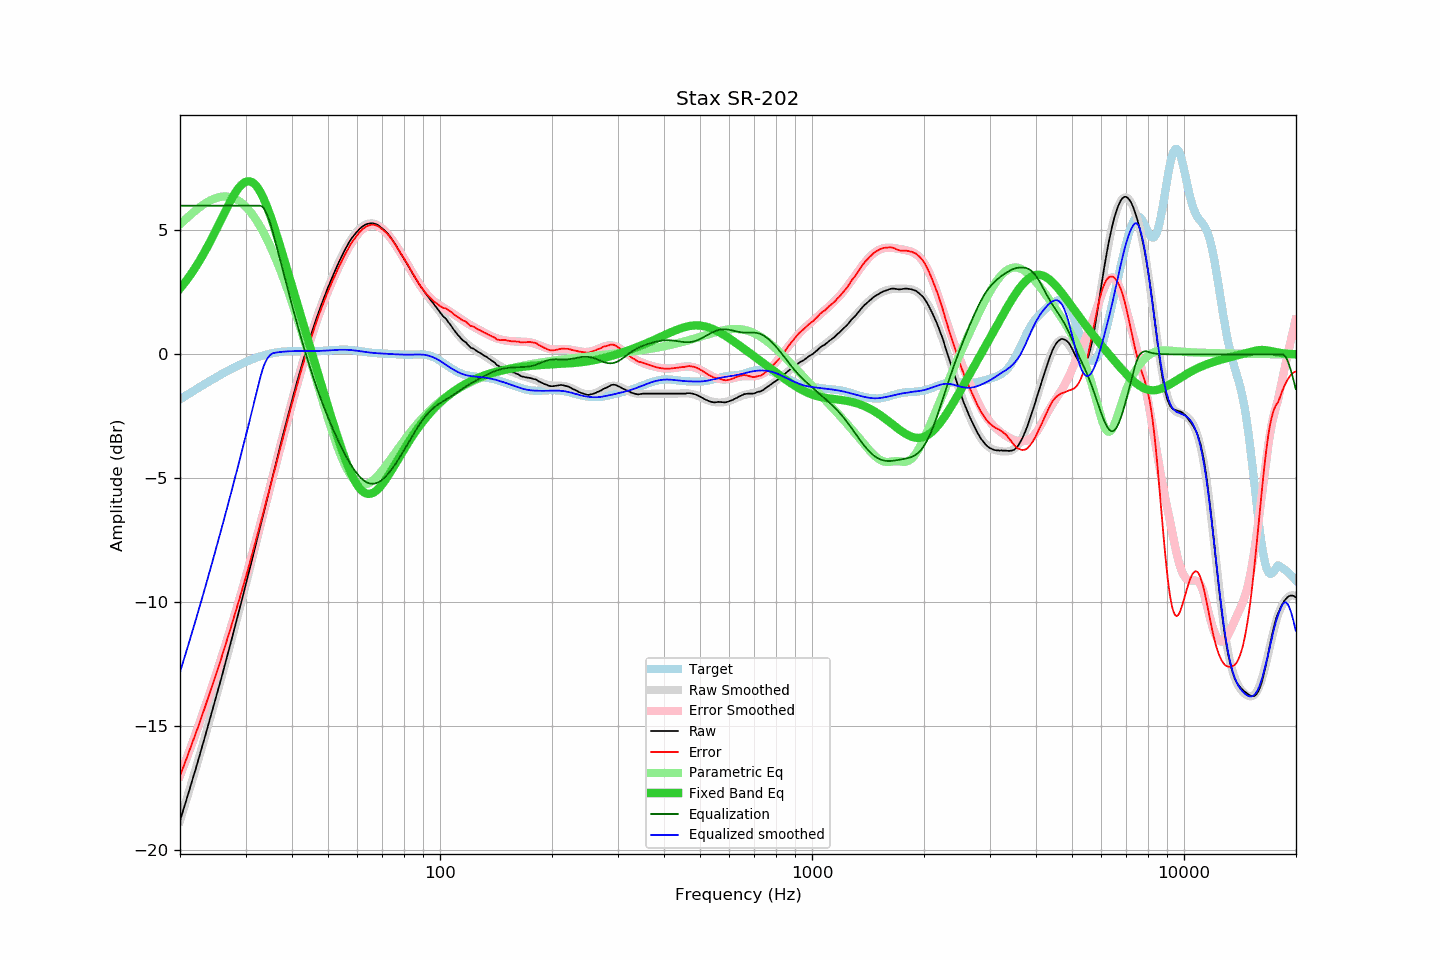 Stax SR-202
Amplitude (dBr)
5
0
−5
−10
−15
−20
100
1000
10000
Frequency (Hz)
Target
Raw Smoothed
Error Smoothed
Raw
Error
Parametric Eq
Fixed Band Eq
Equalization
Equalized smoothed